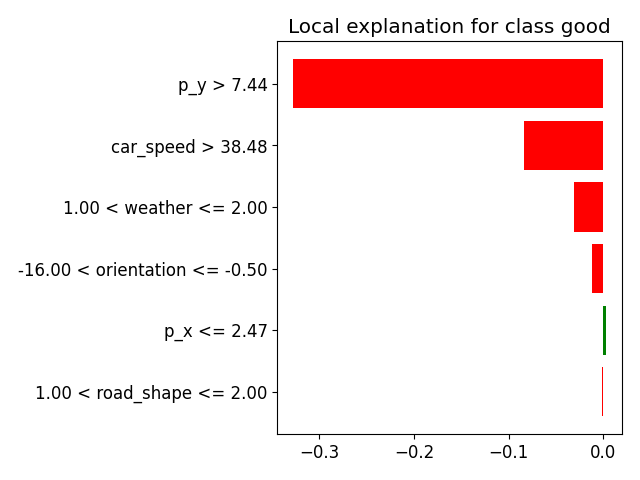 Local explanation for class good
p_y > 7.44
car_speed > 38.48
1.00 < weather <= 2.00
-16.00 < orientation <= -0.50
p_x <= 2.47
1.00 < road_shape <= 2.00
−0.3 −0.2 −0.1 0.0